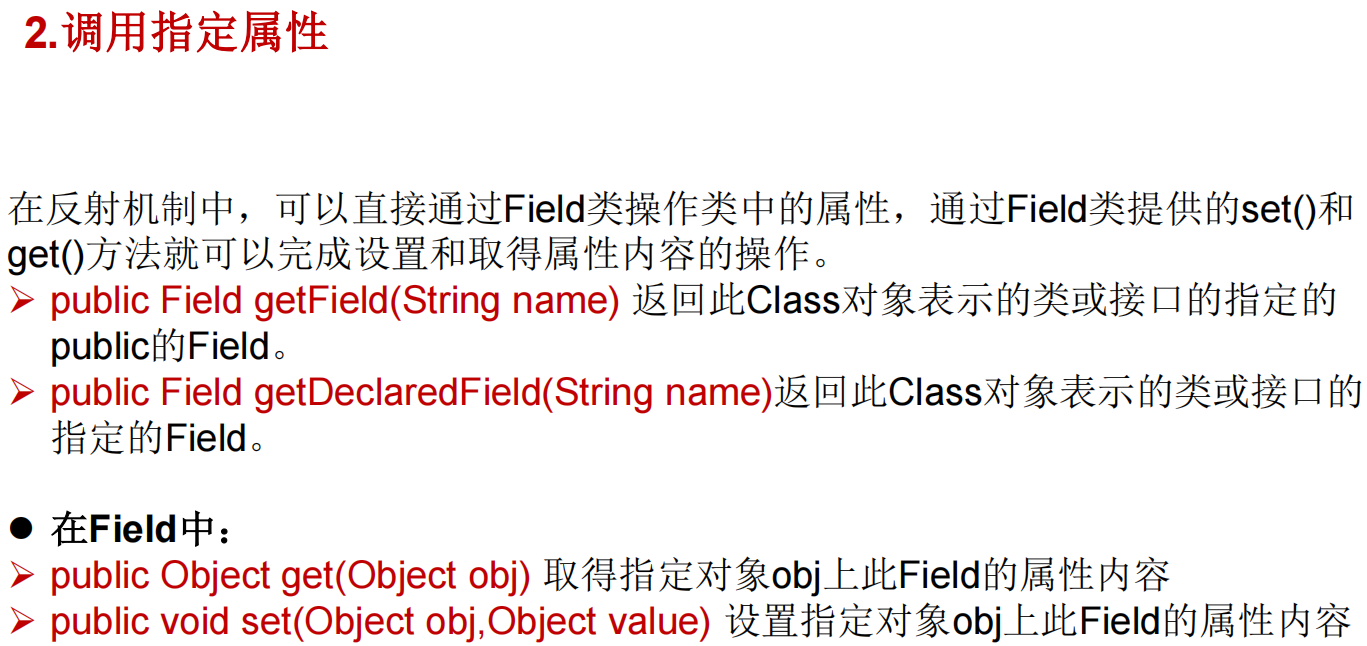 2.调用指定属性
在反射机制中，可以直接通过Field类操作类中的属性，通过Field类提供的set()和
get()方法就可以完成设置和取得属性内容的操作。
➢ public Field getField(String name) 返回此Class对象表示的类或接口的指定的
public的Field。
➢ public Field getDeclaredField(String name)返回此Class对象表示的类或接口的
指定的Field。
● 在Field中：
➢ public Object get(Object obj) 取得指定对象obj上此Field的属性内容
➢ public void set(Object obj,Object value) 设置指定对象obj上此Field的属性内容